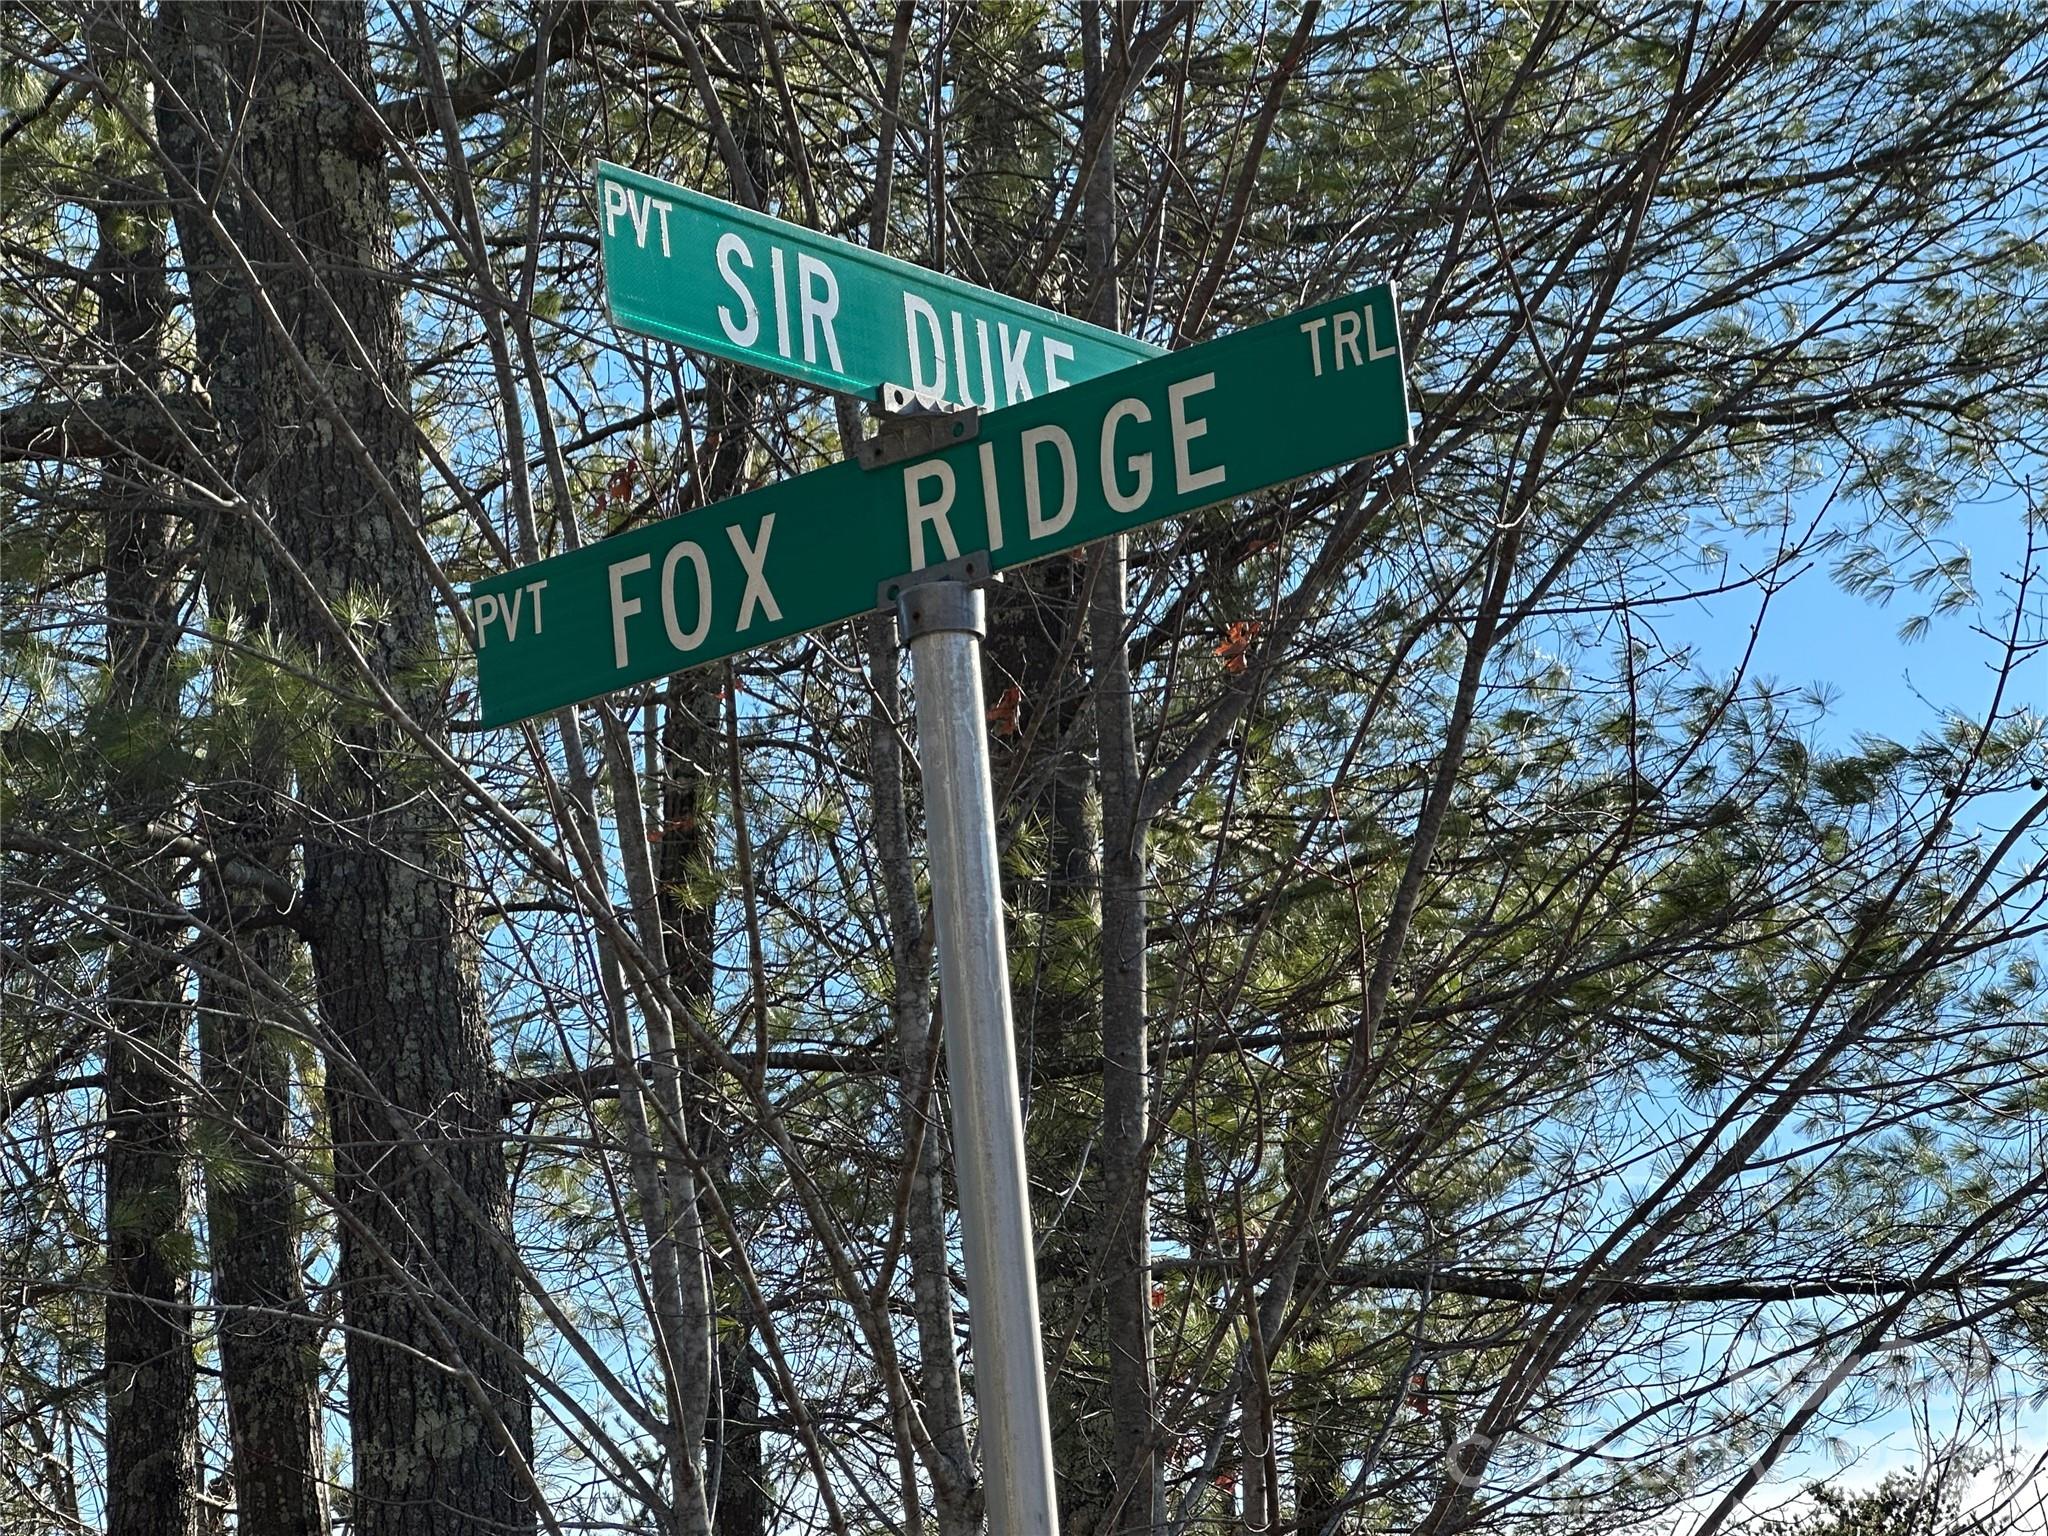 PVT SIR DUKE
PVT FOX RIDGE TRL